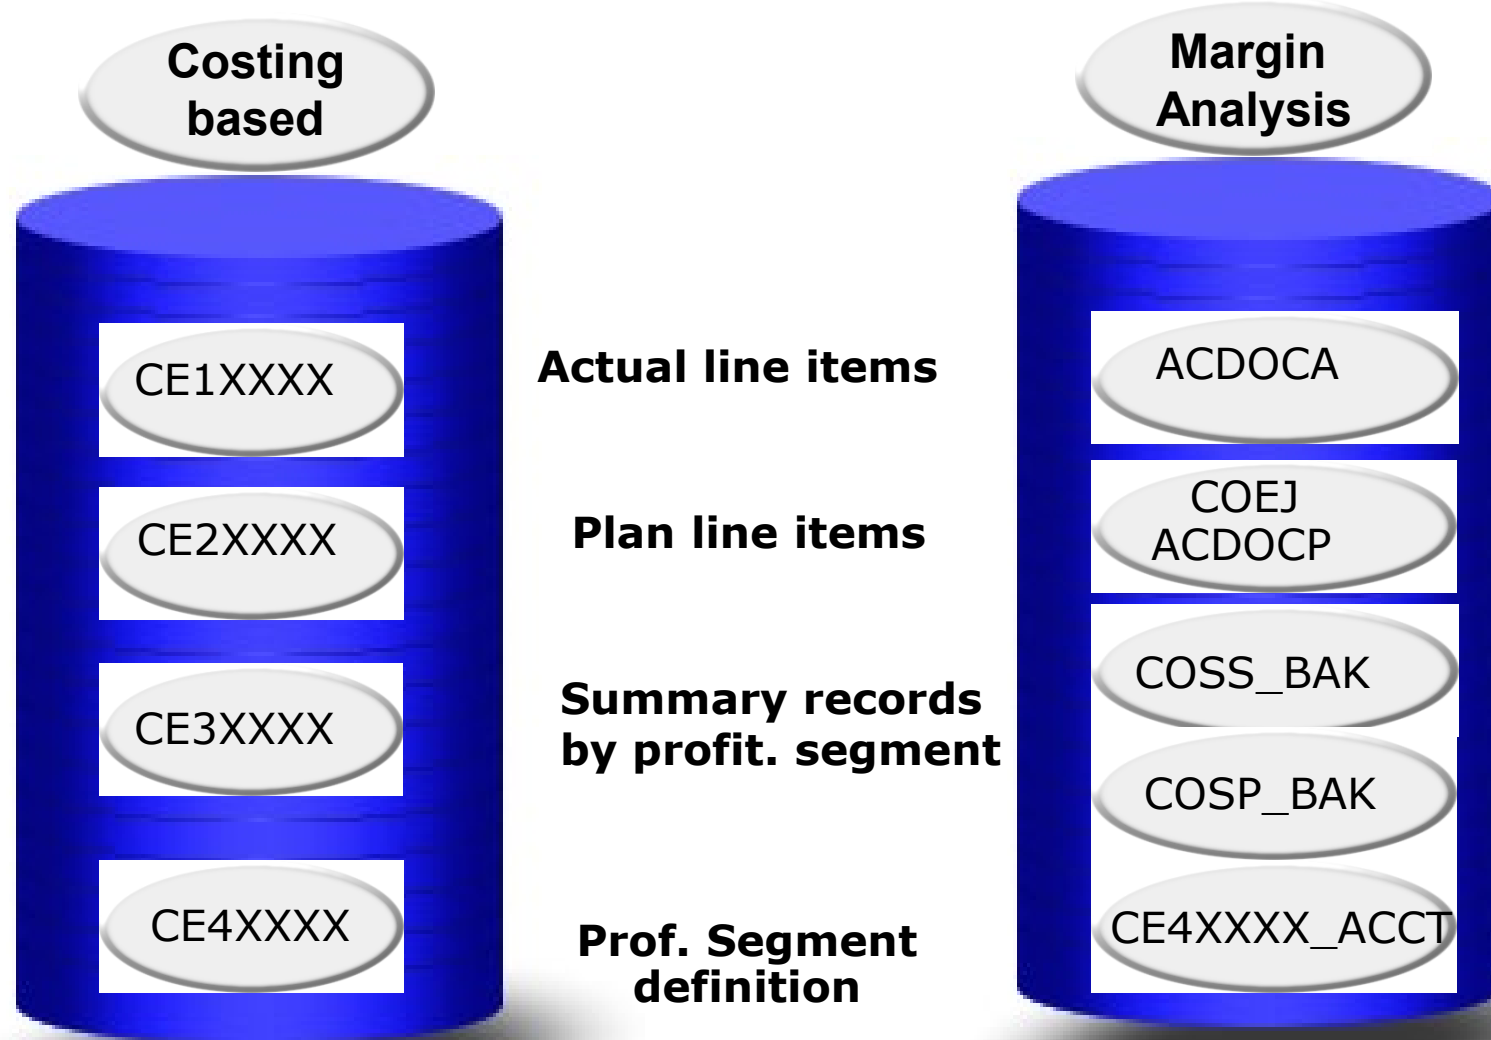 Costing
based
Margin
Analysis
CE1XXXX
Actual line items
ACDOCA
CE2XXXX
Plan line items
COEJ
ACDOCP
CE3XXXX
Summary records
by profit. segment
COSS_BAK
COSP_BAK
CE4XXXX
Prof. Segment
definition
CE4XXXX_ACCT